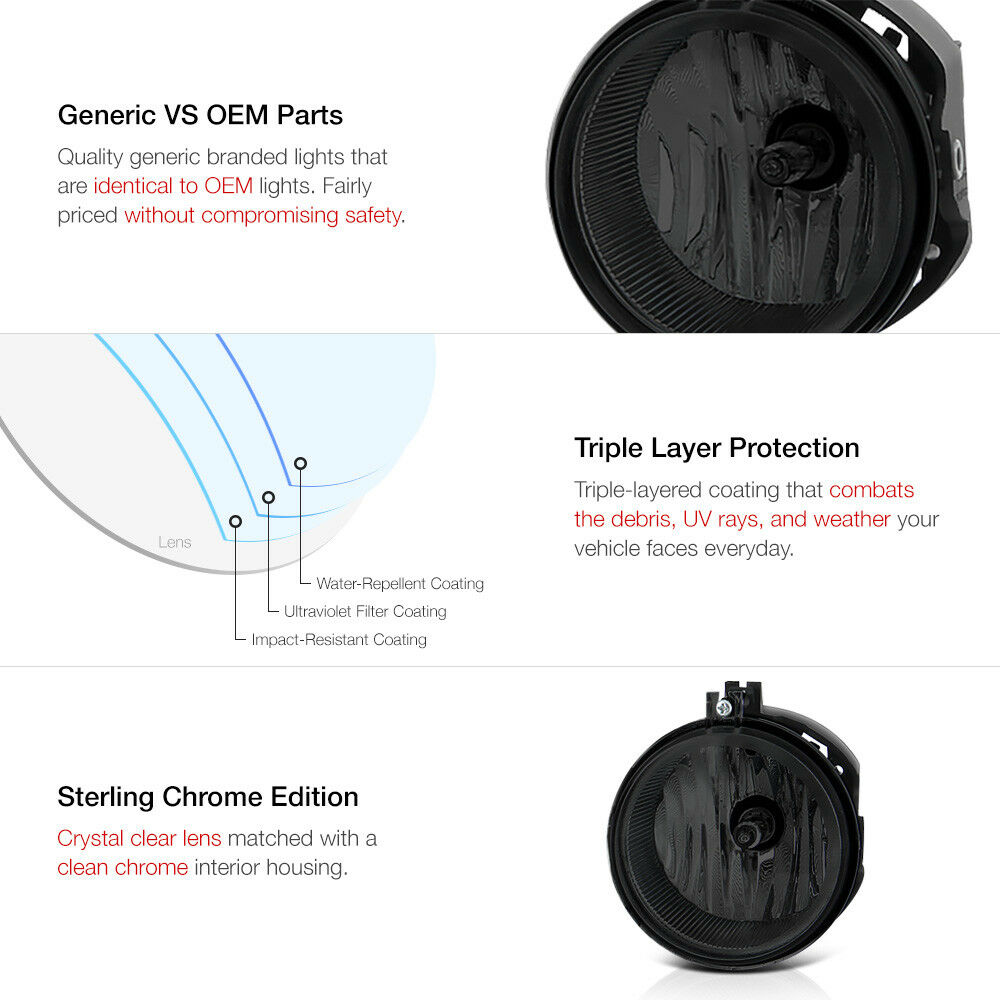 Generic VS OEM Parts
Quality generic branded lights that
are identical to OEM lights. Fairly
priced without compromising safety.
Triple Layer Protection
Triple-layered coating that combats
the debris, UV rays, and weather your
vehicle faces everyday.
Lens
Water-Repellent Coating
Ultraviolet Filter Coating
Impact-Resistant Coating
Sterling Chrome Edition
Crystal clear lens matched with a
clean chrome interior housing.